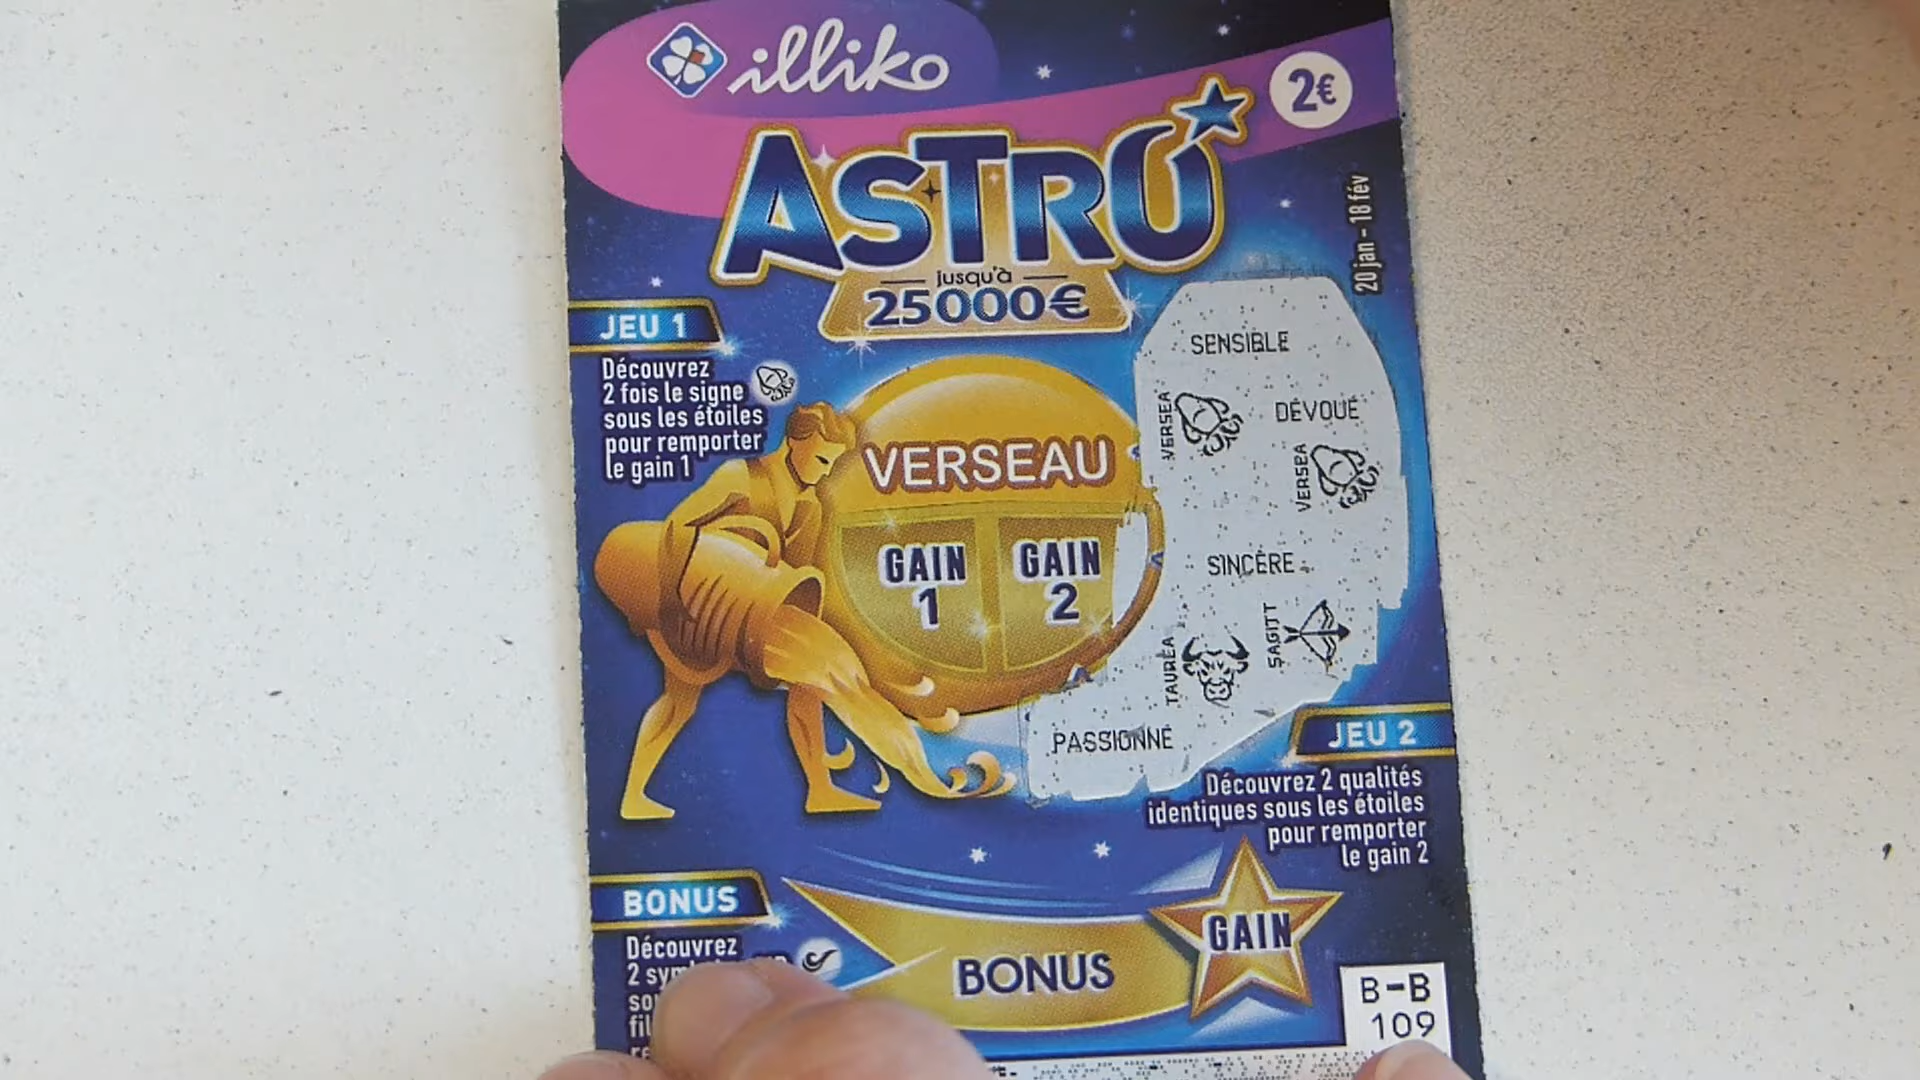 illiko
2€
ASTRO
jusqu'à
25000€
20 jan - 18 fév
JEU 1
Découvrez
2 fois le signe
sous les étoiles
pour remporter
le gain 1
VERSEAU
GAIN
1
GAIN
2
SENSIBLE
VERSEA
DÉVOUÉ
VERSEA
SINCÈRE
TAUREA
SAGITT
PASSIONNÉ
JEU 2
Découvrez 2 qualités
identiques sous les étoiles
pour remporter
le gain 2
BONUS
Découvrez
2
BONUS
GAIN
B-B
109